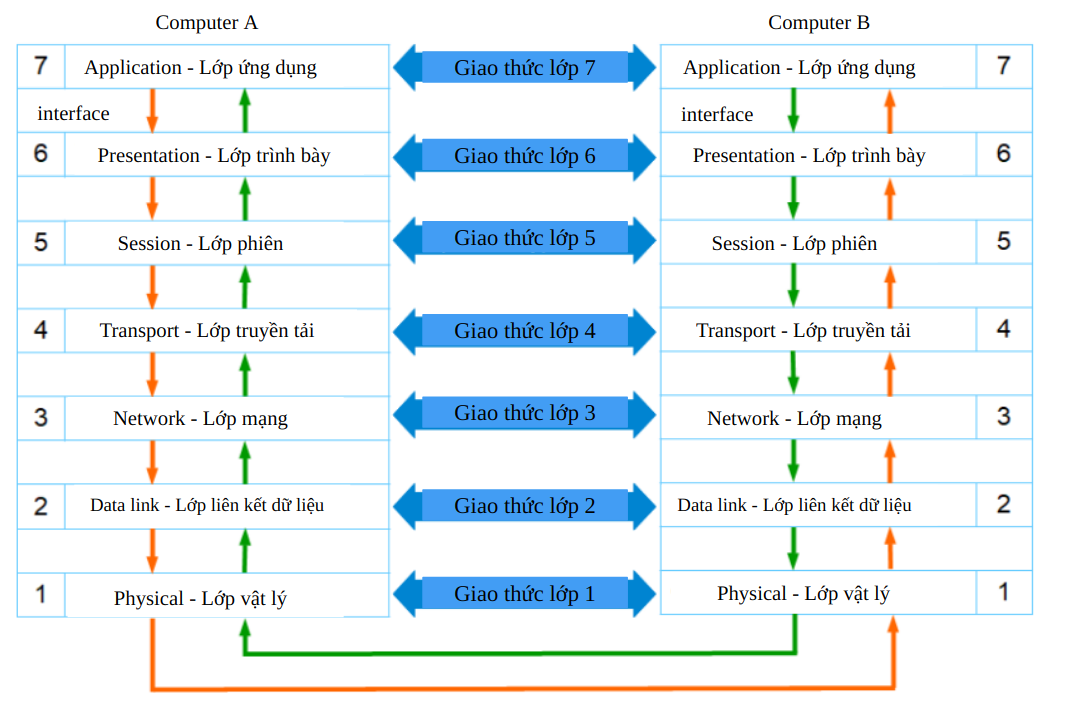 Computer A
Computer B
7 Application - Lớp ứng dụng
Giao thức lớp 7
Application - Lớp ứng dụng 7
interface
interface
6 Presentation - Lớp trình bày
Giao thức lớp 6
Presentation - Lớp trình bày 6
5 Session - Lớp phiên
Giao thức lớp 5
Session - Lớp phiên 5
4 Transport - Lớp truyền tải
Giao thức lớp 4
Transport - Lớp truyền tải 4
3 Network - Lớp mạng
Giao thức lớp 3
Network - Lớp mạng 3
2 Data link - Lớp liên kết dữ liệu
Giao thức lớp 2
Data link - Lớp liên kết dữ liệu 2
1 Physical - Lớp vật lý
Giao thức lớp 1
Physical - Lớp vật lý 1